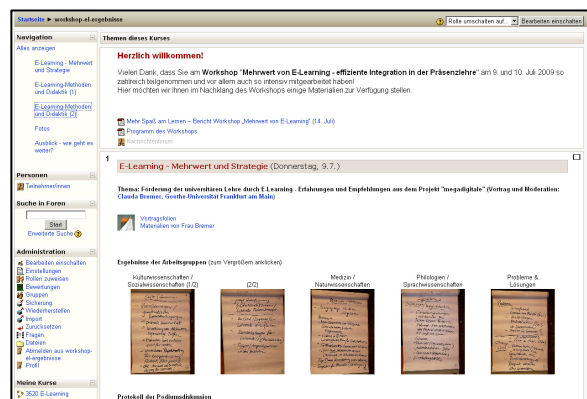 Startseite ► workshop-el-ergebnisse
Rolle umschalten auf...
Bearbeiten einschalten
Navigation
Alles anzeigen
E-Learning - Mehrwert
und Strategie
E-Learning-Methoden
und Didaktik (1)
E-Learning-Methoden
und Didaktik (2)
Fotos
Ausblick - wie geht es
weiter?
Personen
Teilnehmer/innen
Suche in Foren
Start
Erweiterte Suche
Administration
Bearbeiten einschalten
Einstellungen
Rollen zuweisen
Bewertungen
Gruppen
Sicherung
Wiederherstellen
Import
Zurücksetzen
Fragen
Dateien
Abmelden aus workshop-
el-ergebnisse
Profil
Meine Kurse
3520 E-Learning
Themen dieses Kurses
Herzlich willkommen!
Vielen Dank, dass Sie am Workshop "Mehrwert von E-Learning - effiziente Integration in der Präsenzlehre" am 9. und 10. Juli 2009 so
zahlreich teilgenommen und vor allem auch so intensiv mitgearbeitet haben!
Hier möchten wir Ihnen im Nachklang des Workshops einige Materialien zur Verfügung stellen.
Mehr Spaß am Lernen – Bericht Workshop „Mehrwert von E-Learning" (14. Juli)
Programm des Workshops
Nachrichtenforum
1
E-Learning - Mehrwert und Strategie (Donnerstag, 9.7.)
Thema: Förderung der universitären Lehre durch E-Learning - Erfahrungen und Empfehlungen aus dem Projekt "megadigitale" (Vortrag und Moderation:
Claudia Bremer, Goethe-Universität Frankfurt am Main)
Vortragsfolien
Materialien von Frau Bremer
Ergebnisse der Arbeitsgruppen (zum Vergrößern anklicken)
Kulturwissenschaften /
Sozialwissenschaften (1/2)
(2/2)
Medizin /
Naturwissenschaften
Philologien /
Sprachwissenschaften
Probleme &
Lösungen
Protokoll der Podiumsdiskussion